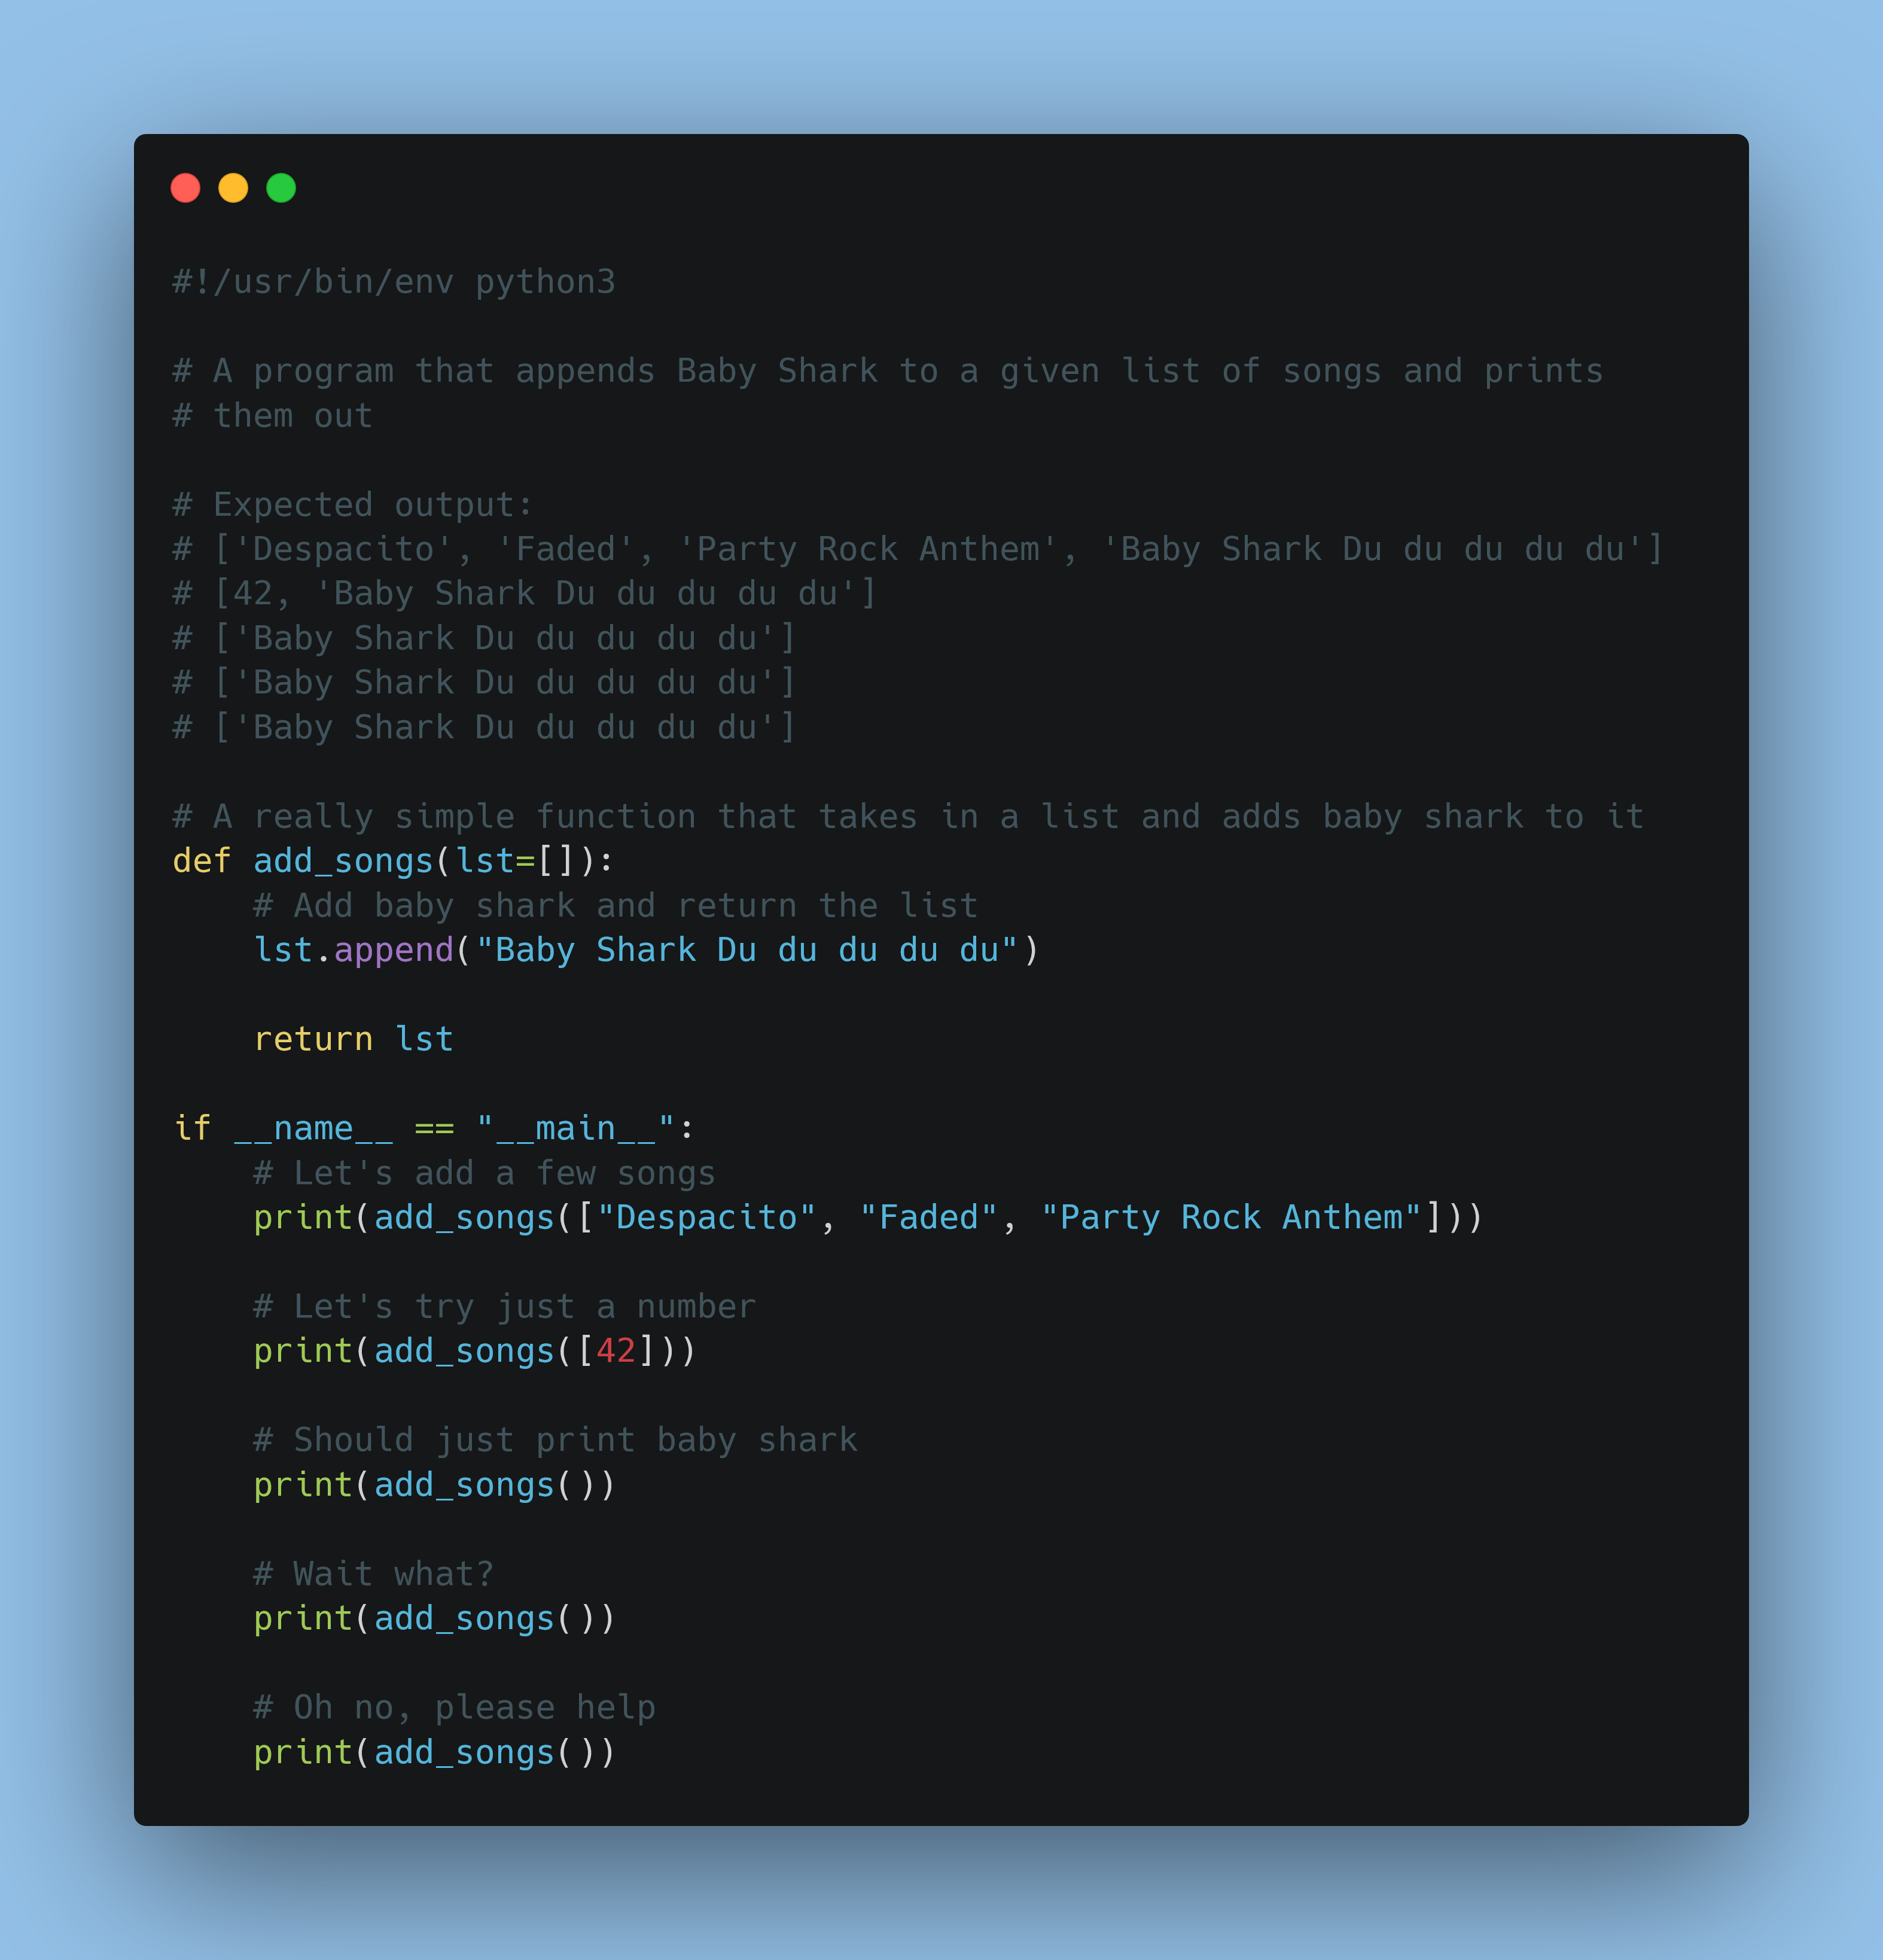 #!/usr/bin/env python3
# A program that appends Baby Shark to a given list of songs and prints
# them out
# Expected output:
# ['Despacito', 'Faded', 'Party Rock Anthem', 'Baby Shark Du du du du du']
# [42, 'Baby Shark Du du du du du']
# ['Baby Shark Du du du du du']
# ['Baby Shark Du du du du du']
# ['Baby Shark Du du du du du']
# A really simple function that takes in a list and adds baby shark to it
def add_songs(lst=[]):
    # Add baby shark and return the list
    lst.append("Baby Shark Du du du du du")
    return lst
if __name__ == "__main__":
    # Let's add a few songs
    print(add_songs(["Despacito", "Faded", "Party Rock Anthem"]))
    # Let's try just a number
    print(add_songs([42]))
    # Should just print baby shark
    print(add_songs())
    # Wait what?
    print(add_songs())
    # Oh no, please help
    print(add_songs())